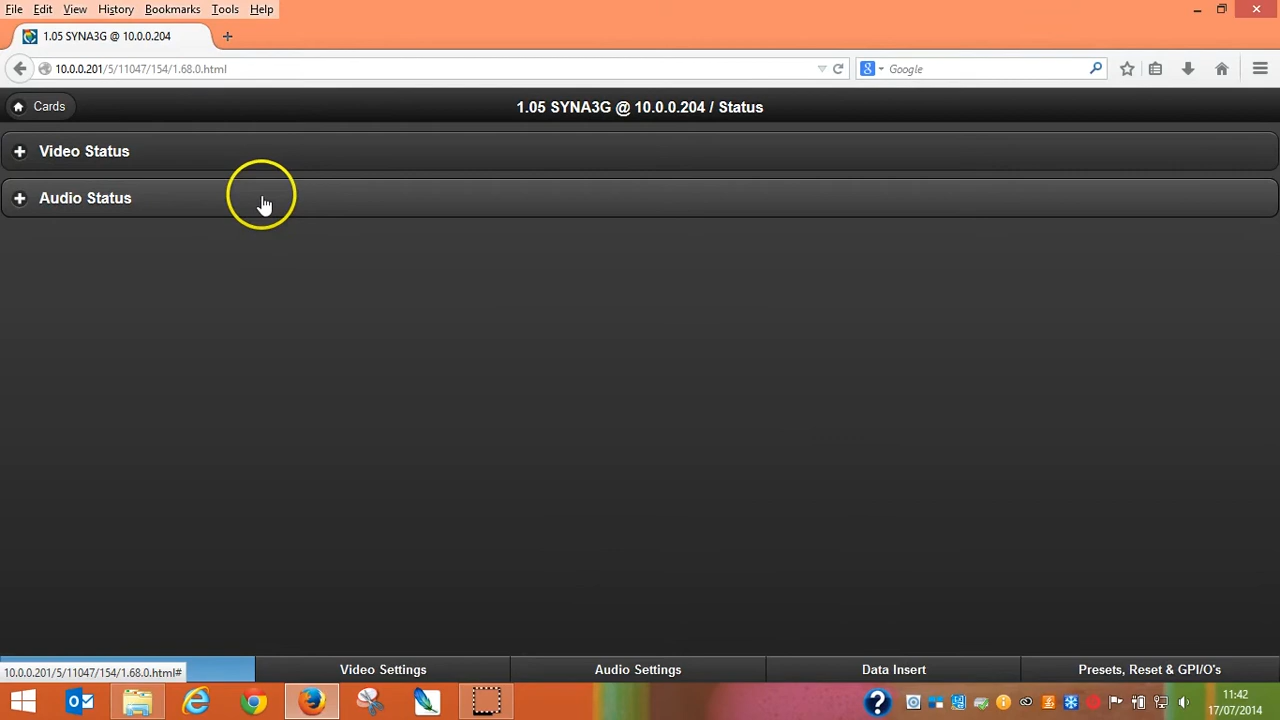 File Edit View History Bookmarks Tools Help
1.05 SYNA3G @ 10.0.0.204
10.0.0.201/5/11047/154/1.68.0.html
Google
Cards
1.05 SYNA3G @ 10.0.0.204 / Status
Video Status
Audio Status
10.0.0.201/5/11047/154/1.68.0.html#
Video Settings
Audio Settings
Data Insert
Presets, Reset & GPI/O's
11:42
17/07/2014